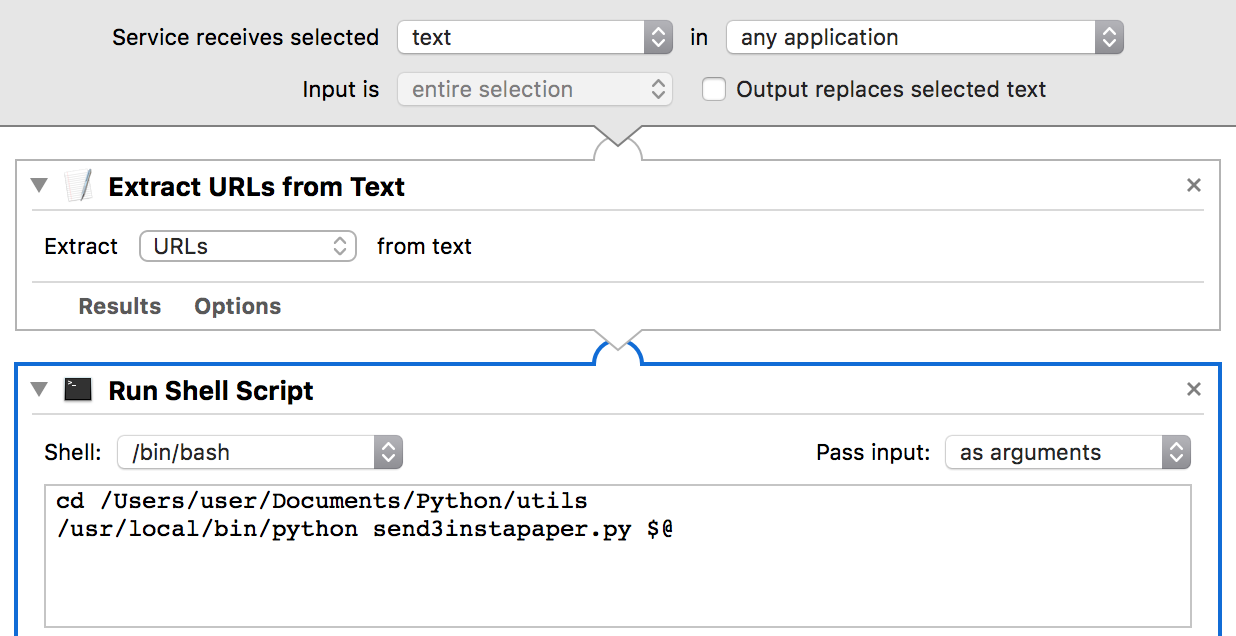 Service receives selected text in any application
Input is entire selection Output replaces selected text
Extract URLs from Text
Extract URLs from text
Results Options
Run Shell Script
Shell: /bin/bash Pass input: as arguments
cd /Users/user/Documents/Python/utils
/usr/local/bin/python send3instapaper.py $@